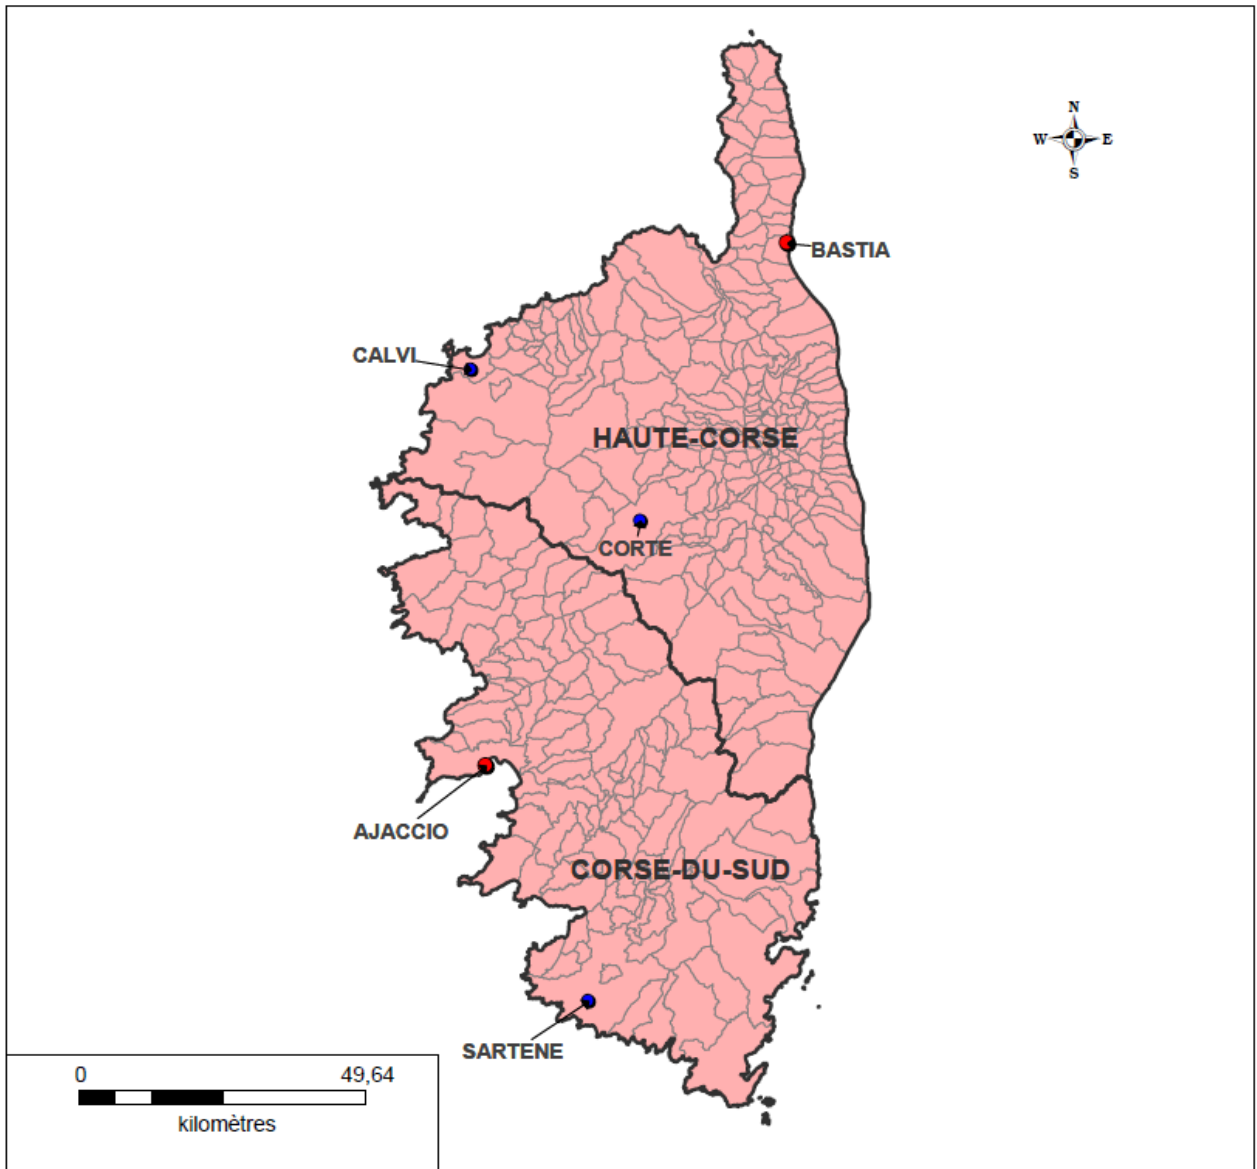 N
W E
S
BASTIA
CALVI
HAUTE-CORSE
CORTE
AJACCIO
CORSE-DU-SUD
SARTENE
0 49,64
kilomètres